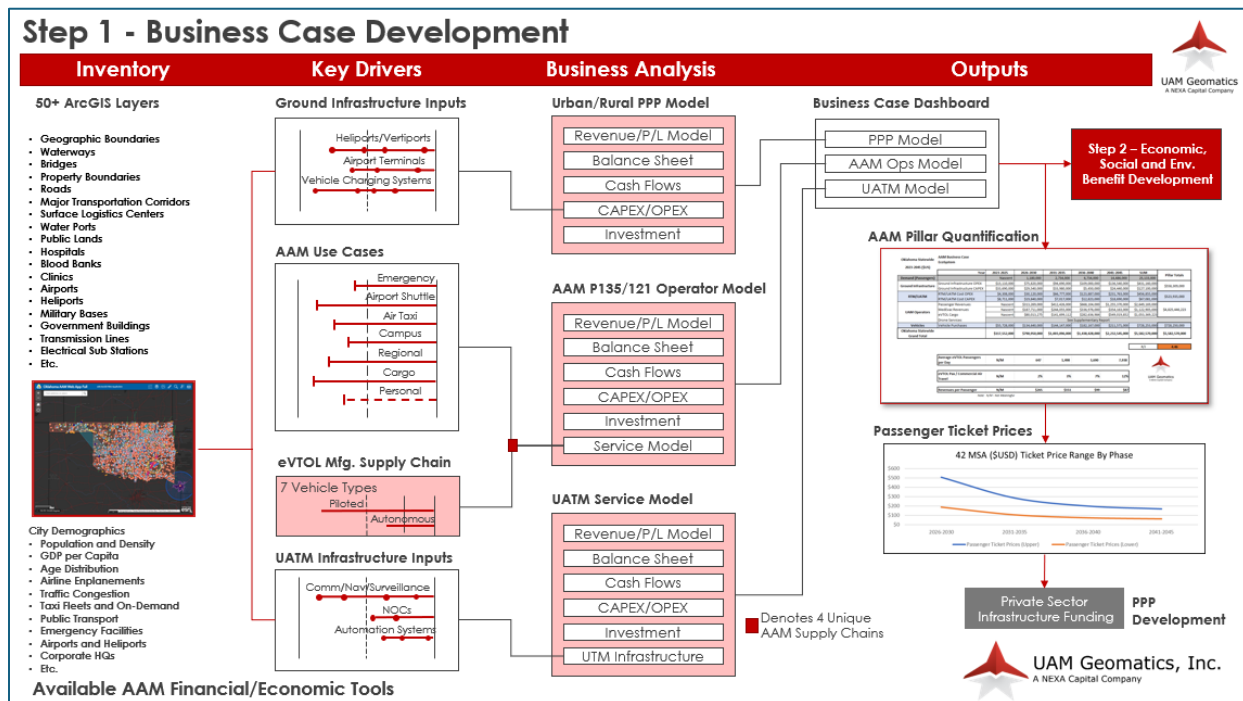 Step 1 - Business Case Development
UAM Geomatics
A NEXA Capital Company
Inventory
Key Drivers
Business Analysis
Outputs
50+ ArcGIS Layers
• Geographic Boundaries
• Waterways
• Bridges
• Property Boundaries
• Roads
• Major Transportation Corridors
• Surface Logistics Centers
• Water Ports
• Public Lands
• Hospitals
• Blood Banks
• Clinics
• Airports
• Heliports
• Military Bases
• Government Buildings
• Transmission Lines
• Electrical Sub Stations
• Etc.
City Demographics
• Population and Density
• GDP per Capita
• Age Distribution
• Airline Enplanements
• Traffic Congestion
• Taxi Fleets and On-Demand
• Public Transport
• Emergency Facilities
• Airports and Heliports
• Corporate HQs
• Etc.
Available AAM Financial/Economic Tools
Ground Infrastructure Inputs
Heliports/Vertiports
Airport Terminals
Vehicle Charging Systems
AAM Use Cases
Emergency
Airport Shuttle
Air Taxi
Campus
Regional
Cargo
Personal
eVTOL Mfg. Supply Chain
7 Vehicle Types
Piloted
Autonomous
UATM Infrastructure Inputs
Comm/Nav/Surveillance
NOCs
Automation Systems
Urban/Rural PPP Model
Revenue/P/L Model
Balance Sheet
Cash Flows
CAPEX/OPEX
Investment
AAM P135/121 Operator Model
Revenue/P/L Model
Balance Sheet
Cash Flows
CAPEX/OPEX
Investment
Service Model
UATM Service Model
Revenue/P/L Model
Balance Sheet
Cash Flows
CAPEX/OPEX
Investment
UTM Infrastructure
Denotes 4 Unique
AAM Supply Chains
Business Case Dashboard
PPP Model
AAM Ops Model
UATM Model
Step 2 – Economic,
Social and Env.
Benefit Development
AAM Pillar Quantification
Passenger Ticket Prices
42 MSA ($USD) Ticket Price Range By Phase
$600
$500
$400
$300
$200
$100
$0
2026-2030
2031-2035
2036-2040
2041-2045
Passenger Ticket Prices (Upper)
Passenger Ticket Prices (Lower)
Private Sector
Infrastructure Funding
PPP
Development
UAM Geomatics, Inc.
A NEXA Capital Company